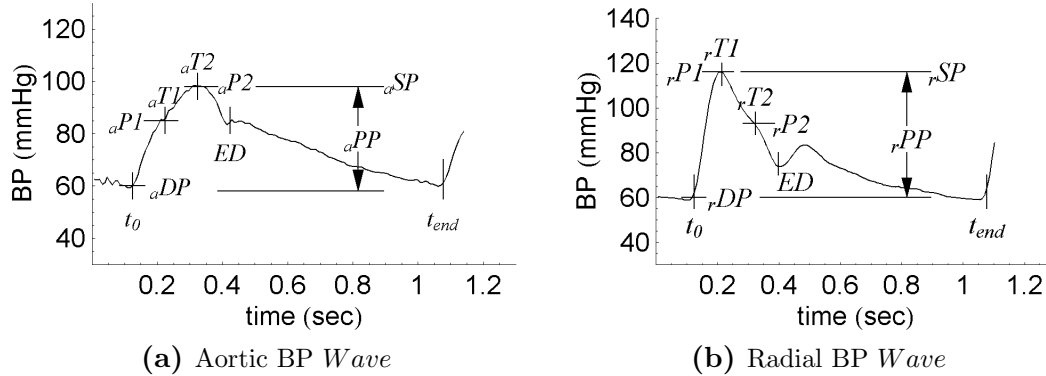 120
100
80
60
40
BP (mmHg)
aT2
aT1
aP2
aSP
aP1
aPP
ED
aDP
t0
tend
0.2 0.4 0.6 0.8 1 1.2
time (sec)
(a) Aortic BP Wave
140
120
100
80
60
40
BP (mmHg)
rT1
rP1
rSP
rT2
rP2
rPP
ED
rDP
t0
tend
0.2 0.4 0.6 0.8 1 1.2
time (sec)
(b) Radial BP Wave